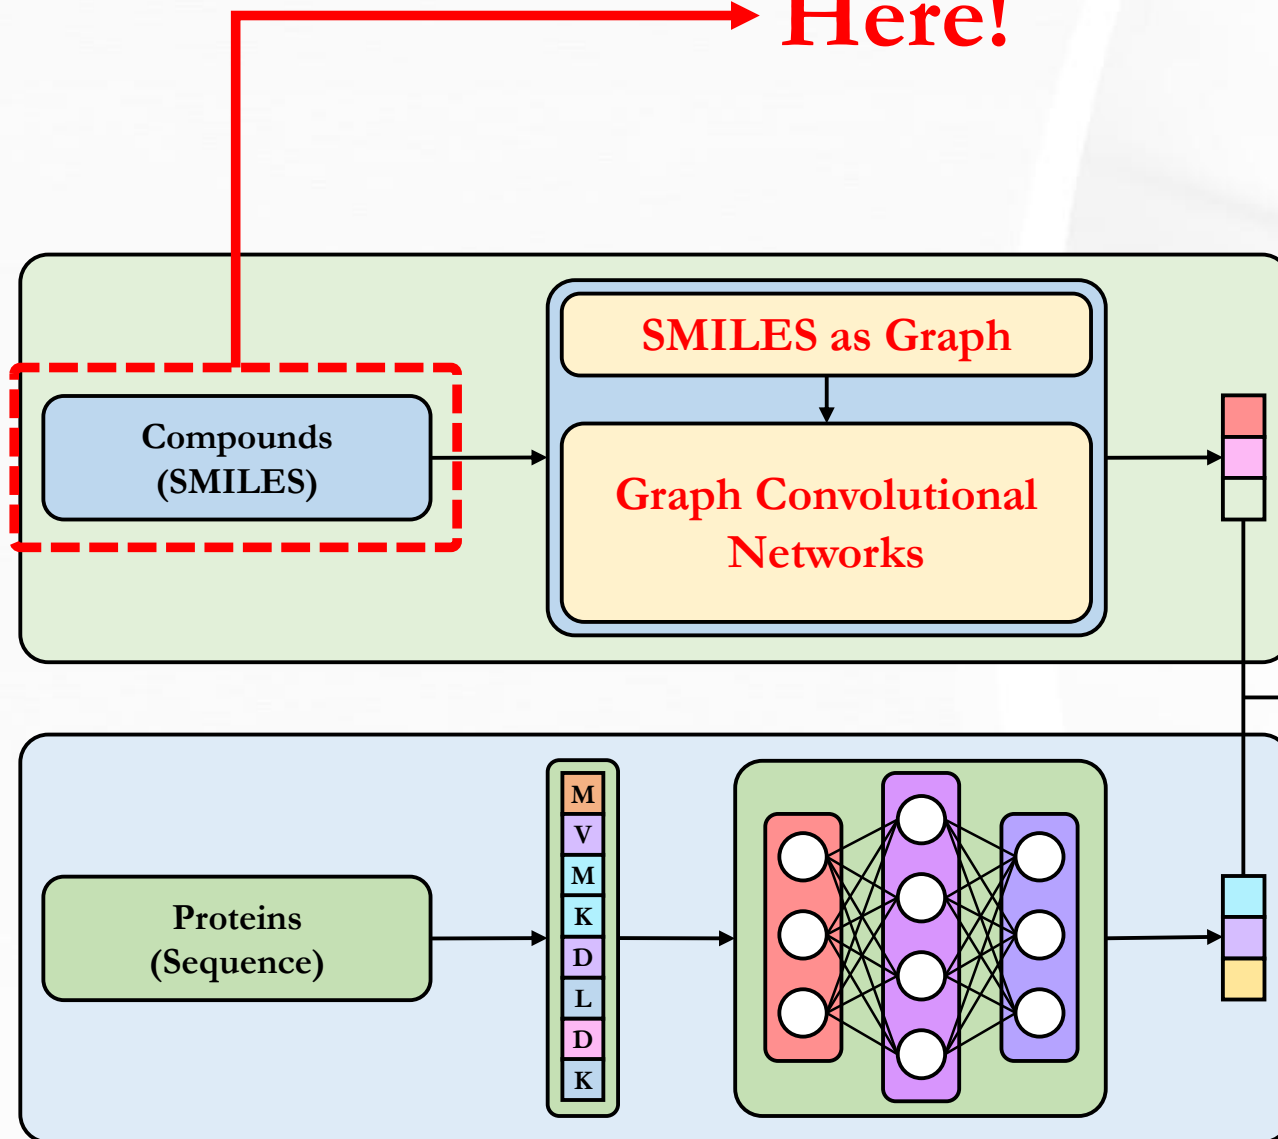 Here!
SMILES as Graph
Compounds
(SMILES)
Graph Convolutional
Networks
M
V
M
K
D
L
D
K
Proteins
(Sequence)